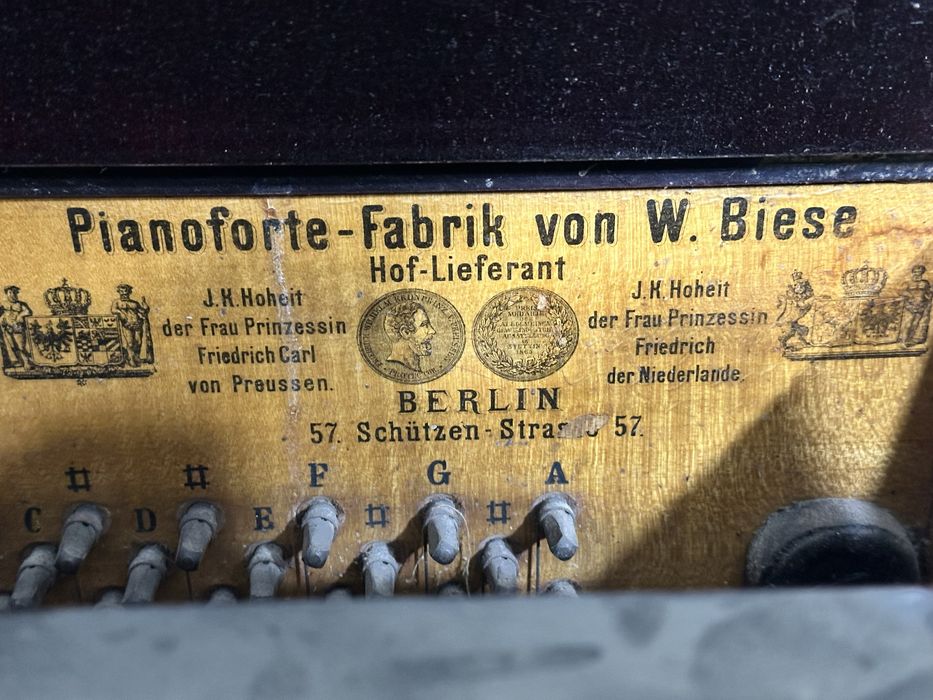 Pianoforte-Fabrik von W. Biese
Hof-Lieferant
J.K.Hoheit
der Frau Prinzessin
Friedrich Carl
von Preussen.
J.K.Hoheit
der Frau Prinzessin
Friedrich
der Niederlande.
BERLIN
57. Schützen-Strasse 57.
# # F G A
C D E # #